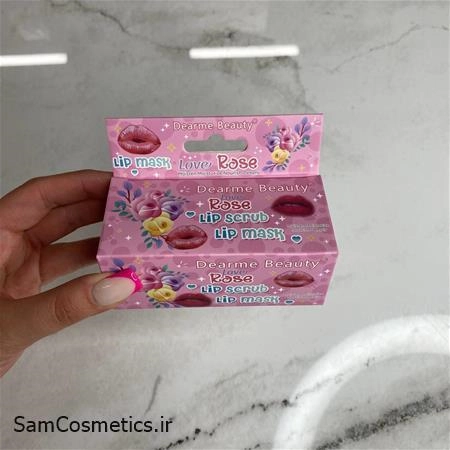 Dearme Beauty
Lip mask
Love Rose
Dearme Beauty
Love
Rose
Lip scrub
Lip mask
Dearme Beauty
Love
Rose
Lip scrub
Lip mask
SamCosmetics.ir